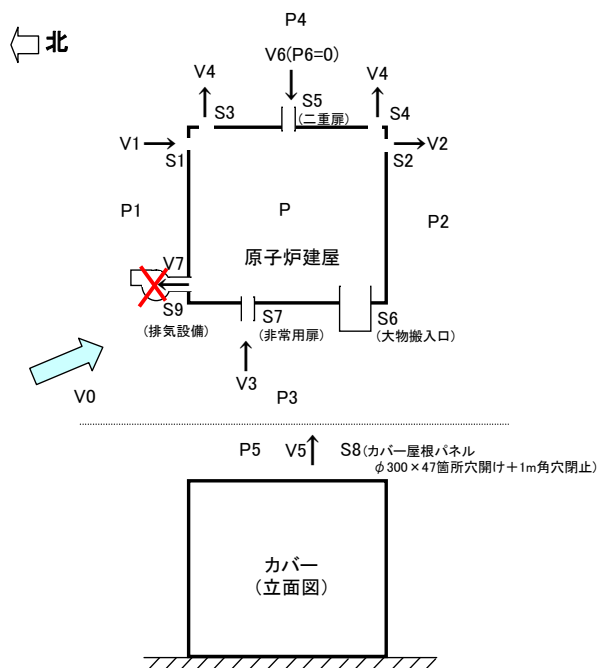 北
P4
V6(P6=0)
V4
V4
S3
S5
(二重扉)
S4
V1
S1
V2
S2
P1
P
P2
原子炉建屋
V7
S9
(排気設備)
S7
(非常用扉)
S6
(大物搬入口)
V0
V3
P3
P5
V5
S8(カバー屋根パネル
φ300×47箇所穴開け+1m角穴閉止)
カバー
(立面図)